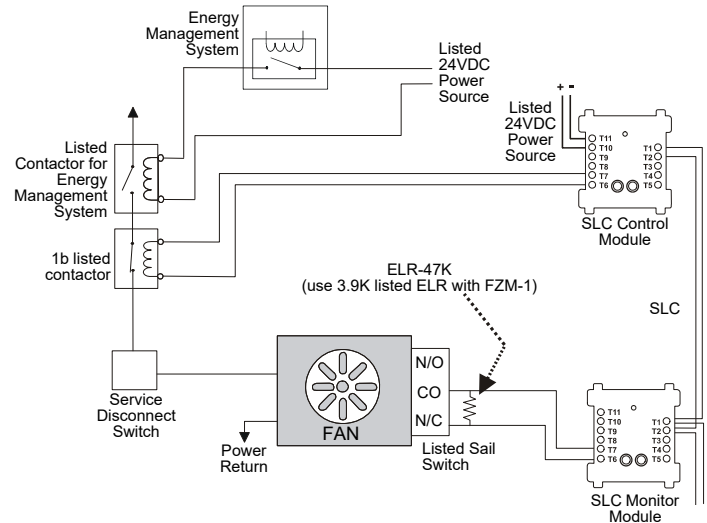 Energy
Management
System
Listed
24VDC
Power
Source
+ -
Listed
24VDC
Power
Source
T11
T10
T9
T8
T7
T6
T1
T2
T3
T4
T5
SLC Control
Module
Listed
Contactor for
Energy
Management
System
1b listed
contactor
ELR-47K
(use 3.9K listed ELR with FZM-1)
SLC
Service
Disconnect
Switch
FAN
Power
Return
N/O
CO
N/C
Listed Sail
Switch
T11
T10
T9
T8
T7
T6
T1
T2
T3
T4
T5
SLC Monitor
Module